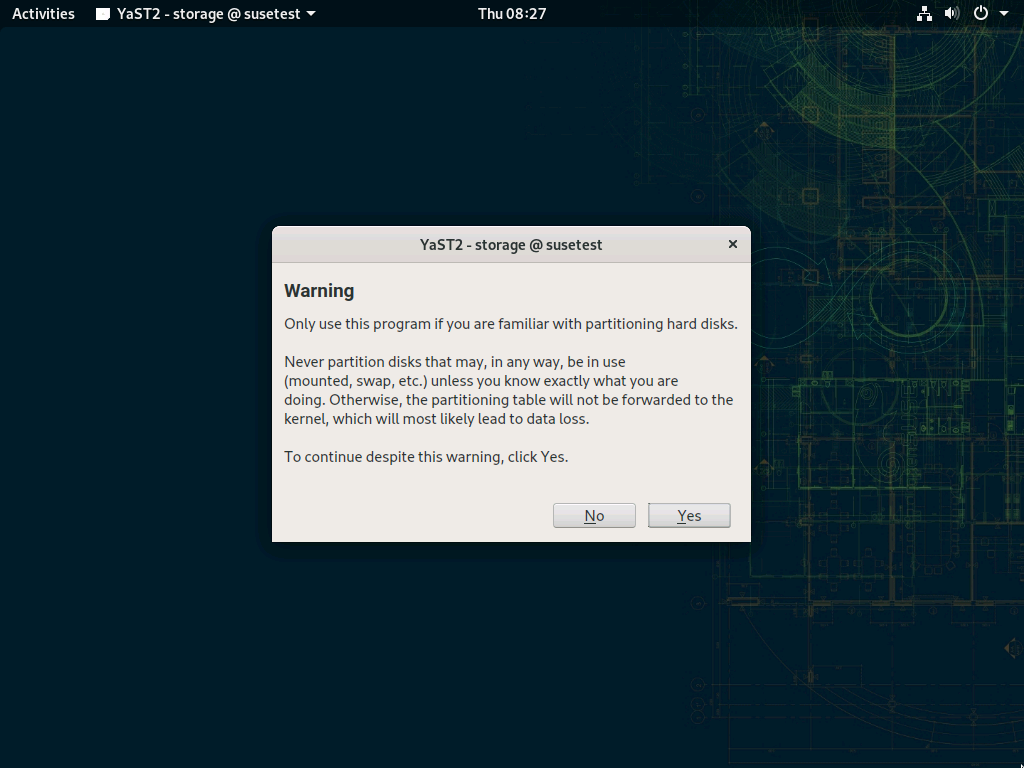 Activities YaST2 - storage @ susetest Thu 08:27
YaST2 - storage @ susetest
Warning
Only use this program if you are familiar with partitioning hard disks.
Never partition disks that may, in any way, be in use
(mounted, swap, etc.) unless you know exactly what you are
doing. Otherwise, the partitioning table will not be forwarded to the
kernel, which will most likely lead to data loss.
To continue despite this warning, click Yes.
No Yes